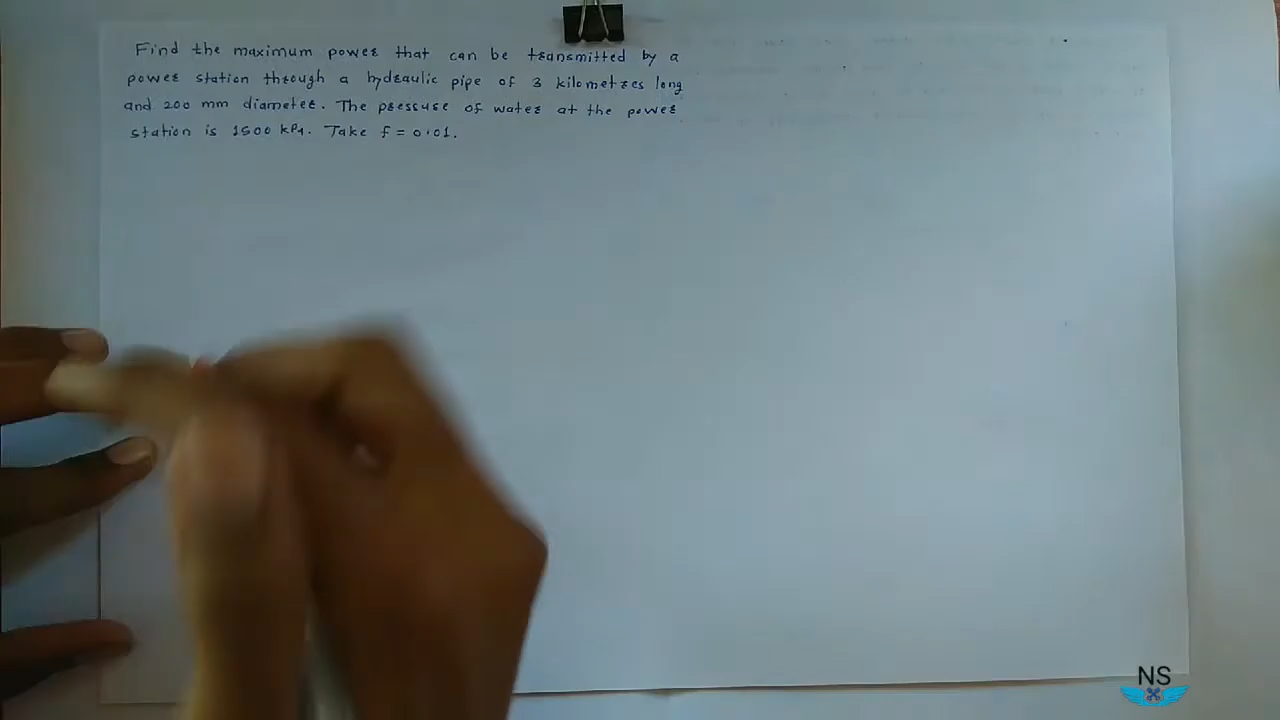 Find the maximum power that can be transmitted by a
power station through a hydraulic pipe of 3 kilometres long
and 200 mm diameter. The pressure of water at the power
station is 1500 kPa. Take f = 0.01.
NS